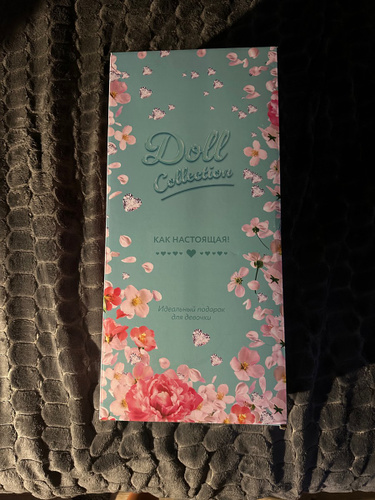 Doll
Collection
КАК НАСТОЯЩАЯ!
Идеальный подарок
для девочки